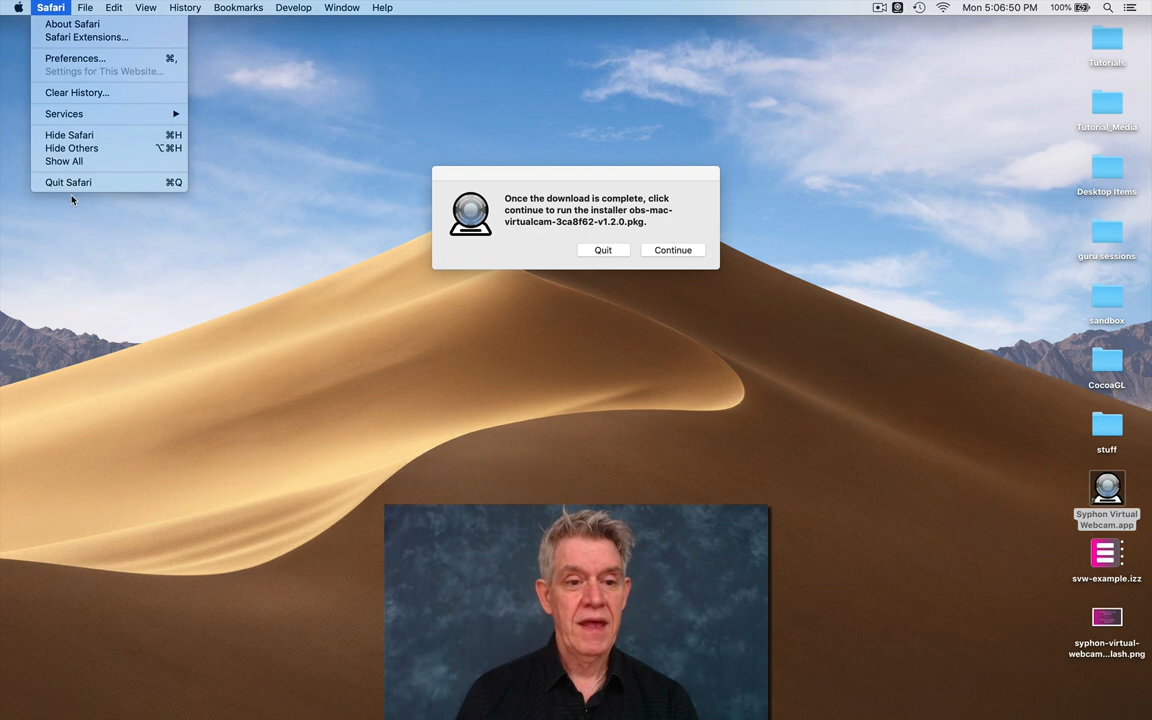 Safari File Edit View History Bookmarks Develop Window Help
Mon 5:06:50 PM 100%
About Safari
Safari Extensions...
Preferences... ⌘,
Settings for This Website...
Clear History...
Services ▶
Hide Safari ⌘H
Hide Others ⌥⌘H
Show All
Quit Safari ⌘Q
Once the download is complete, click
continue to run the installer obs-mac-
virtualcam-3ca8f62-v1.2.0.pkg.
Quit Continue
Tutorials
Tutorial_Media
Desktop Items
guru sessions
sandbox
CocoaGL
stuff
Syphon Virtual
Webcam.app
svw-example.izz
syphon-virtual-
webcam...lash.png